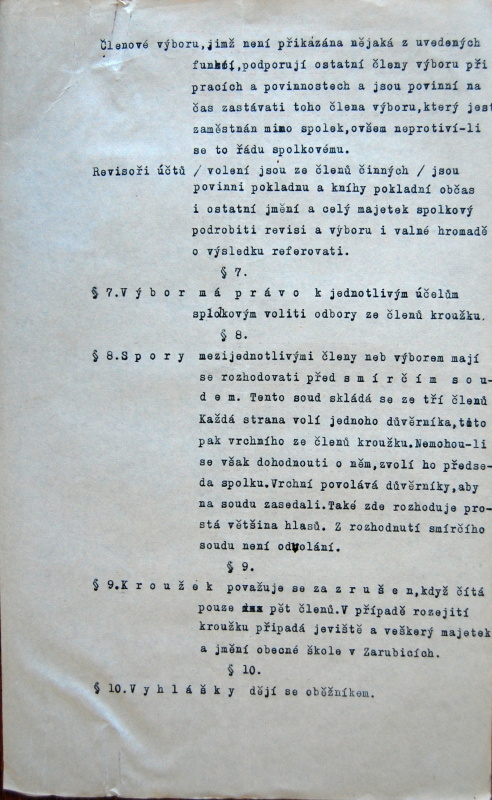 Členové výboru,jimž není přikázána nějaká z uvedených
funkcí,podporují ostatní členy výboru při
pracích a povinnostech a jsou povinní na
čas zastávati toho člena výboru,který jest
zaměstnán mimo spolek,ovšem neprotiví-li
se to řádu spolkovému.
Revisoři účtů / volení jsou ze členů činných / jsou
povinni pokladnu a knihy pokladní občas
i ostatní jmění a celý majetek spolkový
podrobiti revisi a výboru i valné hromadě
o výsledku referovati.
§ 7.
§ 7.V ý b o r m á p r á v o k jednotlivým účelům
spolkovým voliti odbory ze členů kroužku.
§ 8.
§ 8.S p o r y mezijednotlivými členy neb výborem mají
se rozhodovati před s m í r č í m s o u-
d e m. Tento soud skládá se ze tří členů
Každá strana volí jednoho důvěrníka,tito
pak vrchního ze členů kroužku.Nemohou-li
se však dohodnouti o něm,zvolí ho předse-
da spolku.Vrchní povolává důvěrníky,aby
na soudu zasedali.Také zde rozhoduje pro-
stá většina hlasů. Z rozhodnutí smírčího
soudu není odvolání.
§ 9.
§ 9.K r o u ž e k považuje se za z r u š e n,když čítá
pouze pět členů.V případě rozejití
kroužku připadá jeviště a veškerý majetek
a jmění obecné škole v Zarubicích.
§ 10.
§ 10.V y h l á š k y dějí se oběžníkem.